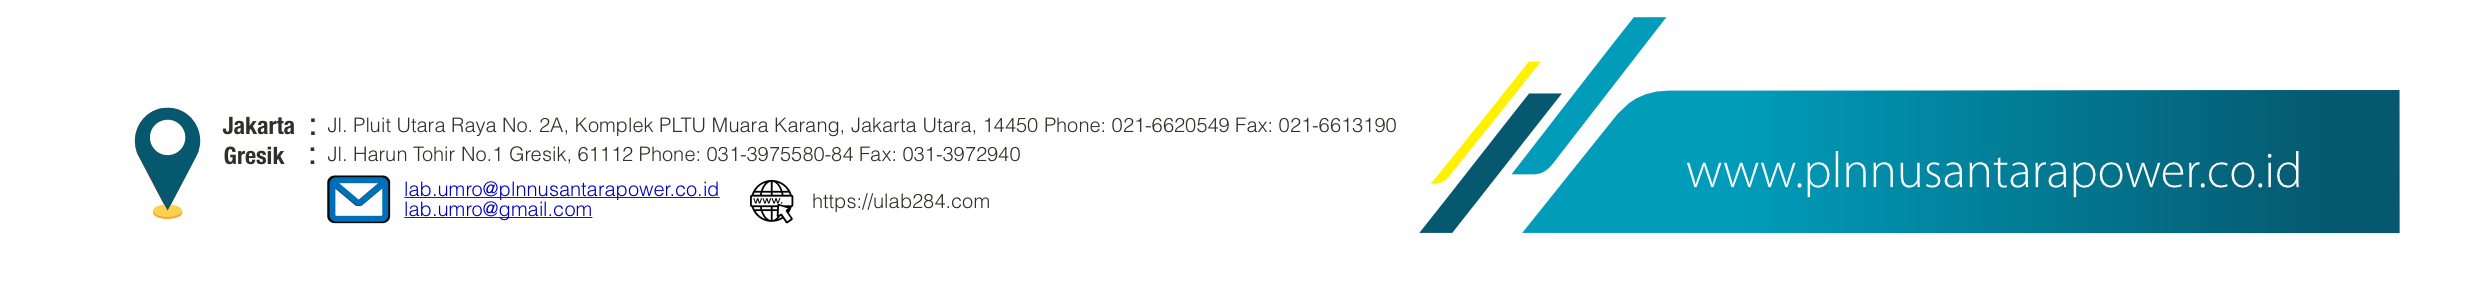 Jakarta : Jl. Pluit Utara Raya No. 2A, Komplek PLTU Muara Karang, Jakarta Utara, 14450 Phone: 021-6620549 Fax: 021-6613190
Gresik : Jl. Harun Tohir No.1 Gresik, 61112 Phone: 031-3975580-84 Fax: 031-3972940
lab.umro@plnnusantarapower.co.id
lab.umro@gmail.com
www.
https://ulab284.com
www.plnnusantarapower.co.id